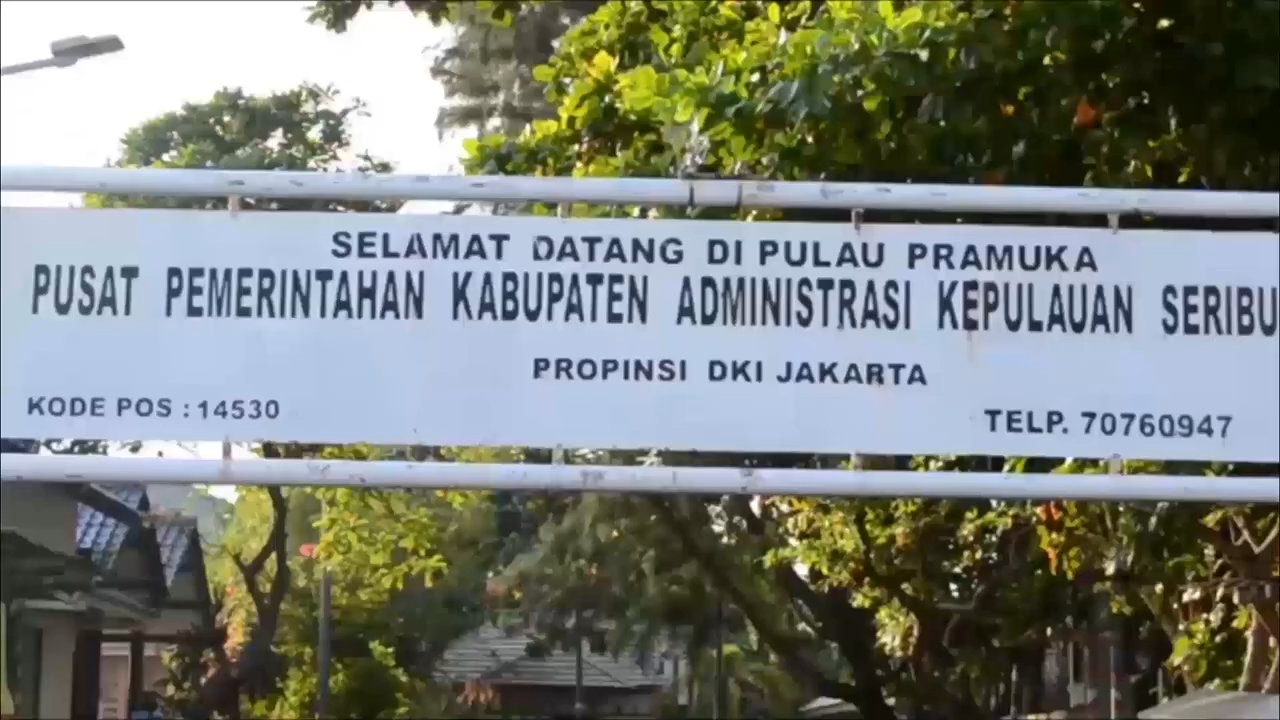 SELAMAT DATANG DI PULAU PRAMUKA
PUSAT PEMERINTAHAN KABUPATEN ADMINISTRASI KEPULAUAN SERIBU
PROPINSI DKI JAKARTA
KODE POS : 14530
TELP. 70760947